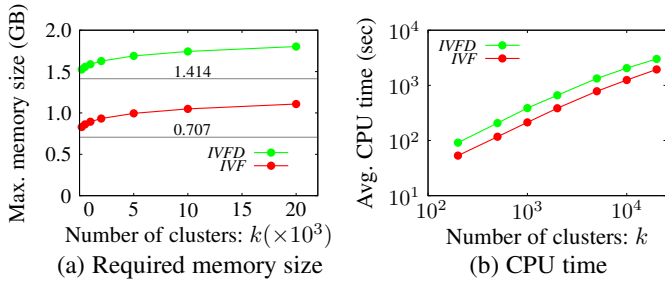 Max. memory size (GB)
2.0
1.5
1.0
0.5
0
1.414
0.707
IVFD
IVF
0 5 10 15 20
Number of clusters: k(×10³)
(a) Required memory size
Avg. CPU time (sec)
10⁴
10³
10²
10¹
IVFD
IVF
10² 10³ 10⁴
Number of clusters: k
(b) CPU time